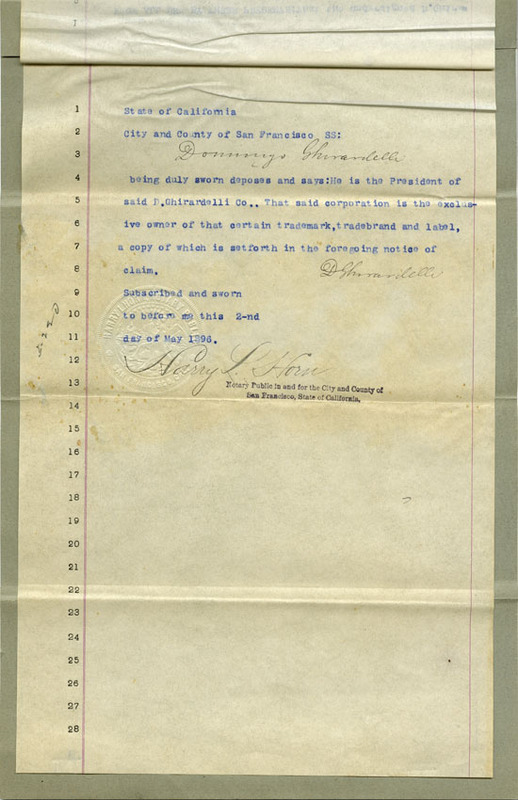 1 State of California
2 City and County of San Francisco SS:
3 Domingo Ghirardelli
4 being duly sworn deposes and says:He is the President of
5 said D.Ghirardelli Co.. That said corporation is the exclus-
6 ive owner of that certain trademark,tradebrand and label,
7 a copy of which is setforth in the foregoing notice of
8 claim. DGhirardelli
9 Subscribed and sworn
10 to before me this 2-nd
11 day of May 1896.
12 Harry L. Horn
13 Notary Public in and for the City and County of
San Francisco, State of California.
14
15
16
17
18
19
20
21
22
23
24
25
26
27
28